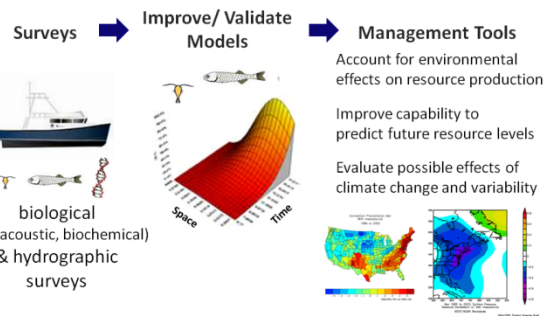 Surveys
Improve/ Validate
Models
Management Tools
Account for environmental
effects on resource production
Improve capability to
predict future resource levels
Evaluate possible effects of
climate change and variability
Space
Time
biological
acoustic, biochemical)
& hydrographic
surveys